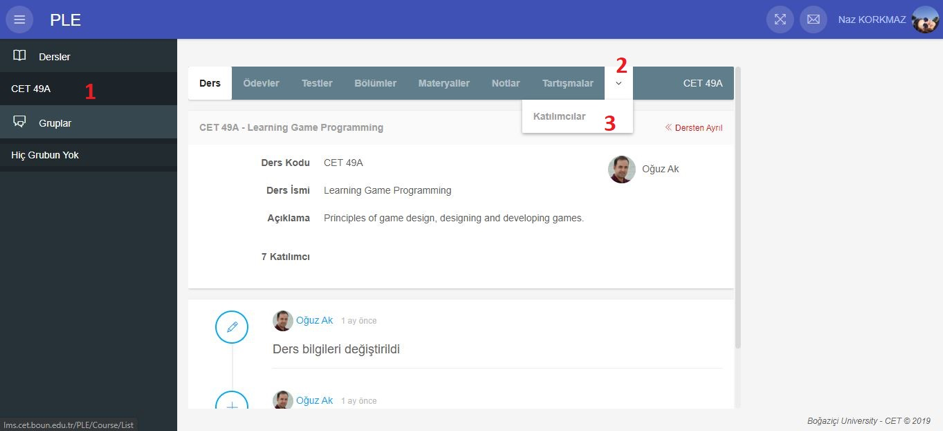 PLE
Naz KORKMAZ
Dersler
CET 49A
1
Gruplar
Hiç Grubun Yok
2
Ders Ödevler Testler Bölümler Materyaller Notlar Tartışmalar CET 49A
Katılımcılar
3
CET 49A - Learning Game Programming
Dersten Ayrıl
Ders Kodu CET 49A
Oğuz Ak
Ders İsmi Learning Game Programming
Açıklama Principles of game design, designing and developing games.
7 Katılımcı
Oğuz Ak 1 ay önce
Ders bilgileri değiştirildi
Oğuz Ak 1 ay önce
lms.cet.boun.edu.tr/PLE/Course/List
Boğaziçi University - CET © 2019